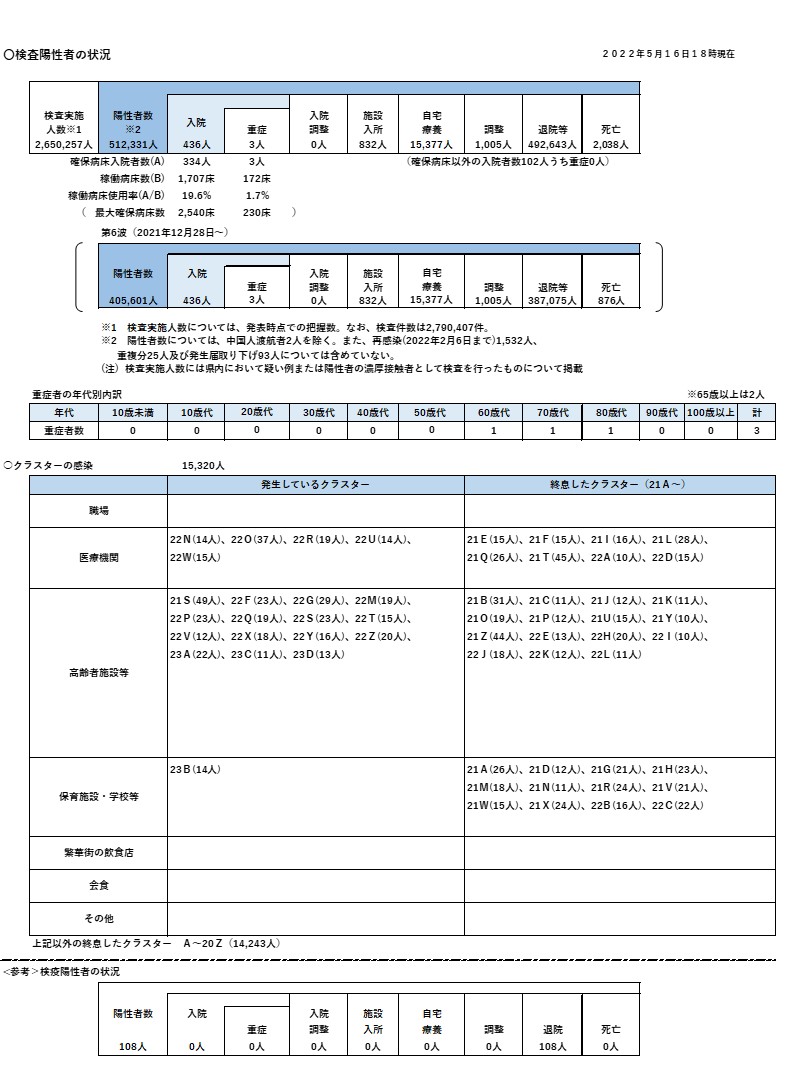 〇検査陽性者の状況
２０２２年５月１６日１８時現在
検査実施
人数※1
2,650,257人
陽性者数
※2
512,331人
入院
436人
重症
3人
入院
調整
0人
施設
入所
832人
自宅
療養
15,377人
調整
1,005人
退院等
492,643人
死亡
2,038人
確保病床入院者数(A) 334人 3人 （確保病床以外の入院者数102人うち重症0人）
稼働病床数(B) 1,707床 172床
稼働病床使用率(A/B) 19.6% 1.7%
（ 最大確保病床数 2,540床 230床 ）
第6波（2021年12月28日～）
陽性者数
405,601人
入院
436人
重症
3人
入院
調整
0人
施設
入所
832人
自宅
療養
15,377人
調整
1,005人
退院等
387,075人
死亡
876人
※1 検査実施人数については、発表時点での把握数。なお、検査件数は2,790,407件。
※2 陽性者数については、中国人渡航者2人を除く。また、再感染(2022年2月6日まで)1,532人、
重複分25人及び発生届取り下げ93人については含めていない。
(注) 検査実施人数には県内において疑い例または陽性者の濃厚接触者として検査を行ったものについて掲載
重症者の年代別内訳 ※65歳以上は2人
年代 10歳未満 10歳代 20歳代 30歳代 40歳代 50歳代 60歳代 70歳代 80歳代 90歳代 100歳以上 計
重症者数 0 0 0 0 0 0 1 1 1 0 0 3
○クラスターの感染 15,320人
発生しているクラスター 終息したクラスター（21Ａ～）
職場
医療機関
22Ｎ(14人)、22Ｏ(37人)、22Ｒ(19人)、22Ｕ(14人)、
22Ｗ(15人)
21Ｅ(15人)、21Ｆ(15人)、21Ｉ(16人)、21Ｌ(28人)、
21Ｑ(26人)、21Ｔ(45人)、22Ａ(10人)、22Ｄ(15人)
高齢者施設等
21Ｓ(49人)、22Ｆ(23人)、22Ｇ(29人)、22Ｍ(19人)、
22Ｐ(23人)、22Ｑ(19人)、22Ｓ(23人)、22Ｔ(15人)、
22Ｖ(12人)、22Ｘ(18人)、22Ｙ(16人)、22Ｚ(20人)、
23Ａ(22人)、23Ｃ(11人)、23Ｄ(13人)
21Ｂ(31人)、21Ｃ(11人)、21Ｊ(12人)、21Ｋ(11人)、
21Ｏ(19人)、21Ｐ(12人)、21Ｕ(15人)、21Ｙ(10人)、
21Ｚ(44人)、22Ｅ(13人)、22Ｈ(20人)、22Ｉ(10人)、
22Ｊ(18人)、22Ｋ(12人)、22Ｌ(11人)
保育施設・学校等
23Ｂ(14人)
21Ａ(26人)、21Ｄ(12人)、21Ｇ(21人)、21Ｈ(23人)、
21Ｍ(18人)、21Ｎ(11人)、21Ｒ(24人)、21Ｖ(21人)、
21Ｗ(15人)、21Ｘ(24人)、22Ｂ(16人)、22Ｃ(22人)
繁華街の飲食店
会食
その他
上記以外の終息したクラスター Ａ～20Ｚ（14,243人）
<参考＞検疫陽性者の状況
陽性者数
108人
入院
0人
重症
0人
入院
調整
0人
施設
入所
0人
自宅
療養
0人
調整
0人
退院
108人
死亡
0人